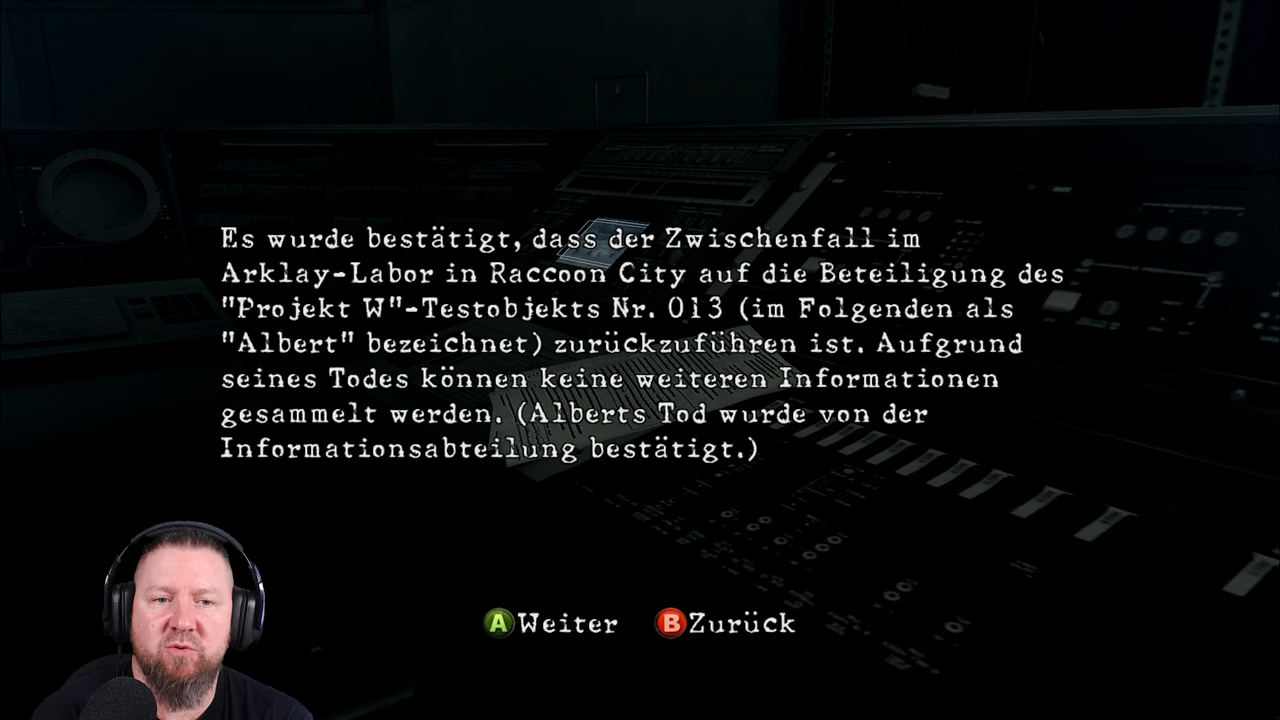 Es wurde bestätigt, dass der Zwischenfall im
Arklay-Labor in Raccoon City auf die Beteiligung des
"Projekt W"-Testobjekts Nr. 013 (im Folgenden als
"Albert" bezeichnet) zurückzuführen ist. Aufgrund
seines Todes können keine weiteren Informationen
gesammelt werden. (Alberts Tod wurde von der
Informationsabteilung bestätigt.)
A Weiter B Zurück